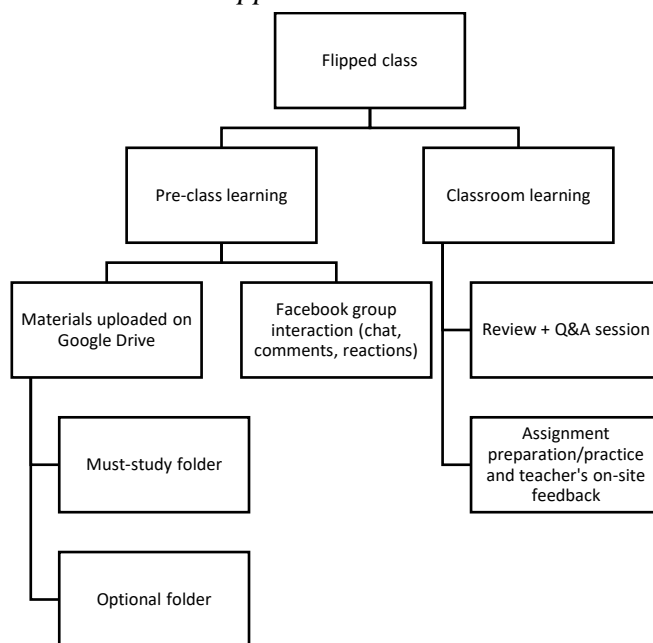 Flipped class
Pre-class learning
Classroom learning
Materials uploaded on
Google Drive
Facebook group
interaction (chat,
comments, reactions)
Review + Q&A session
Must-study folder
Assignment
preparation/practice
and teacher's on-site
feedback
Optional folder